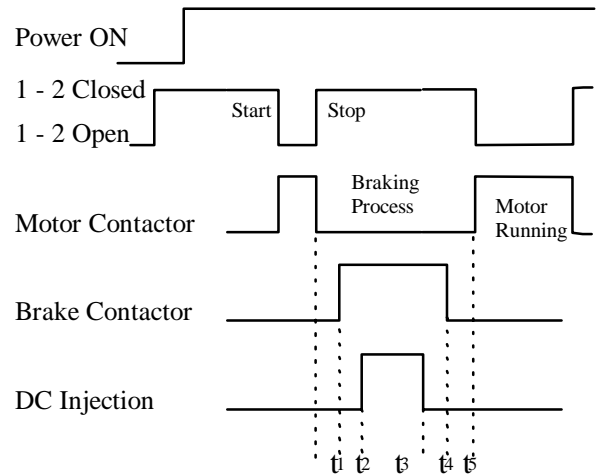 Power ON
1 - 2 Closed
Start Stop
1 - 2 Open
Braking
Process
Motor Contactor
Motor
Running
Brake Contactor
DC Injection
t1 t2 t3 t4 t5